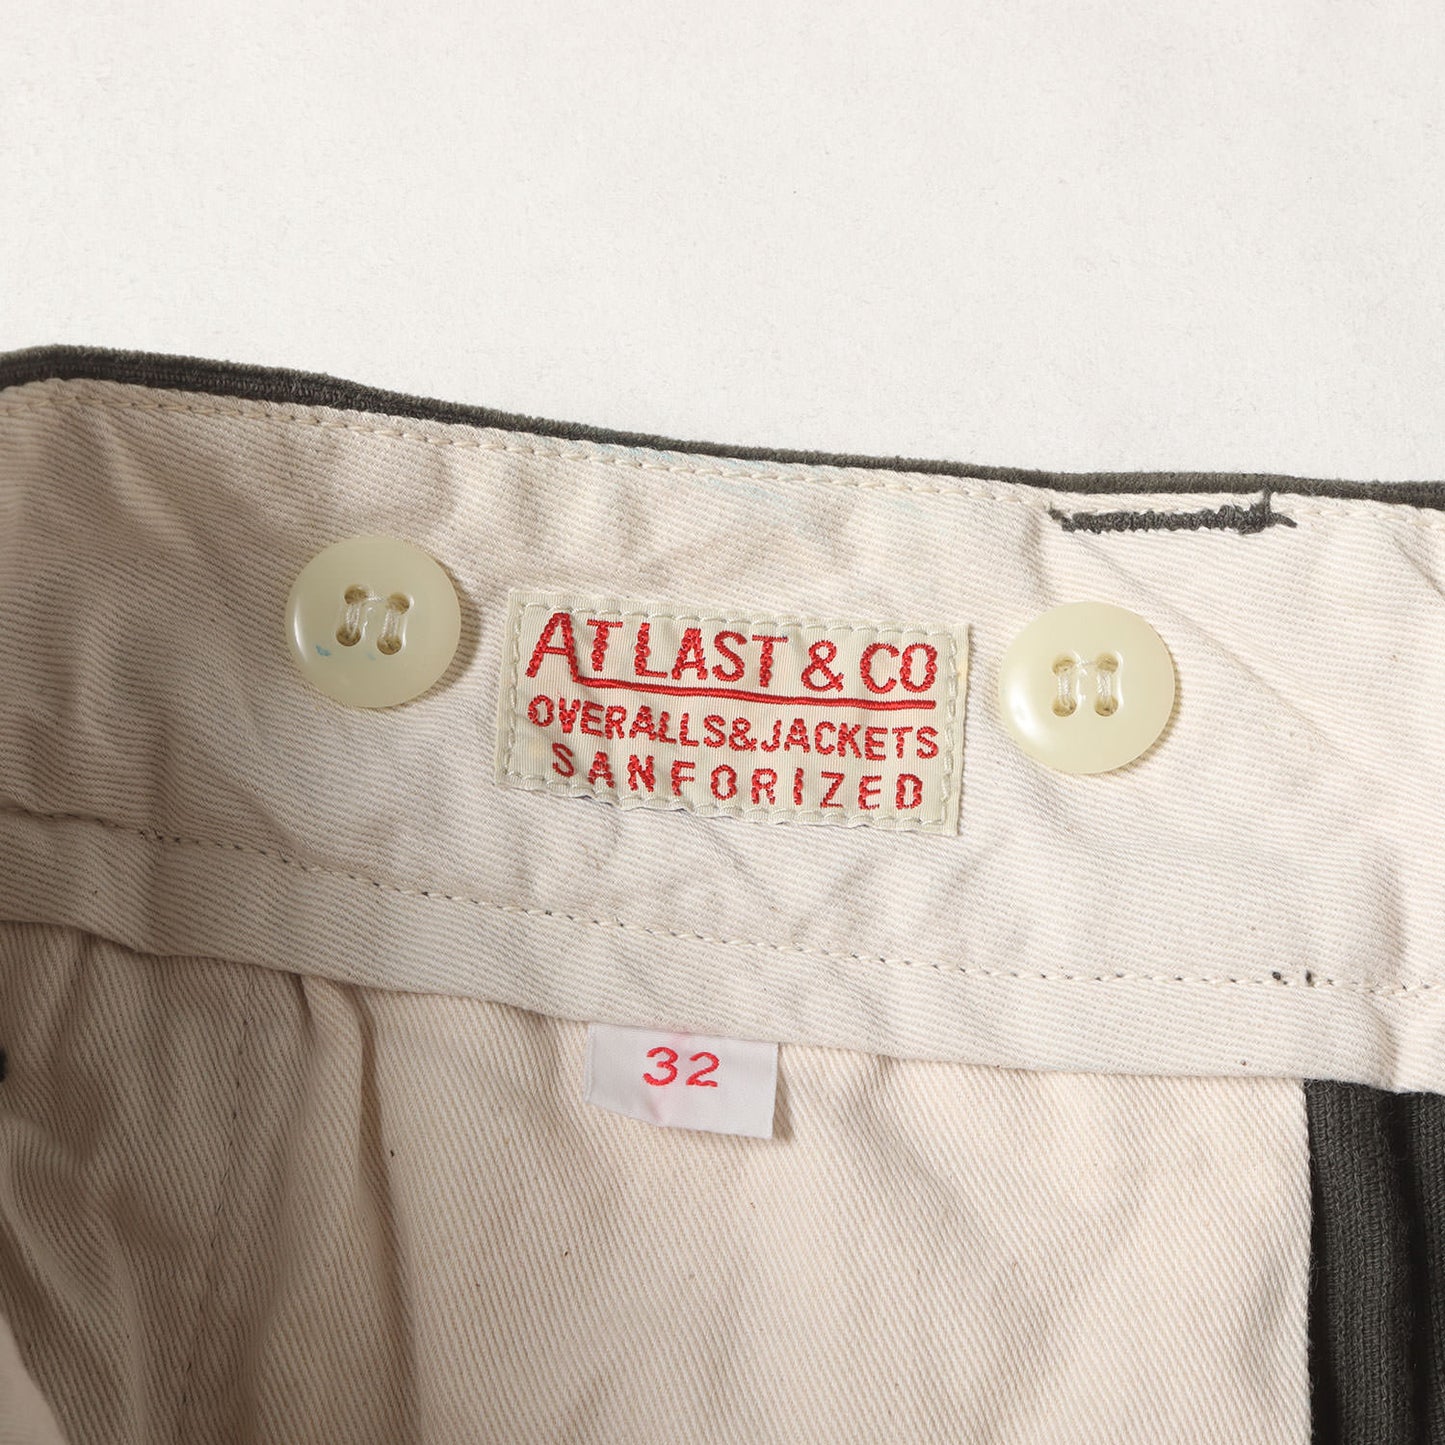 AT LAST & CO
OVERALLS&JACKETS
SANFORIZED
32